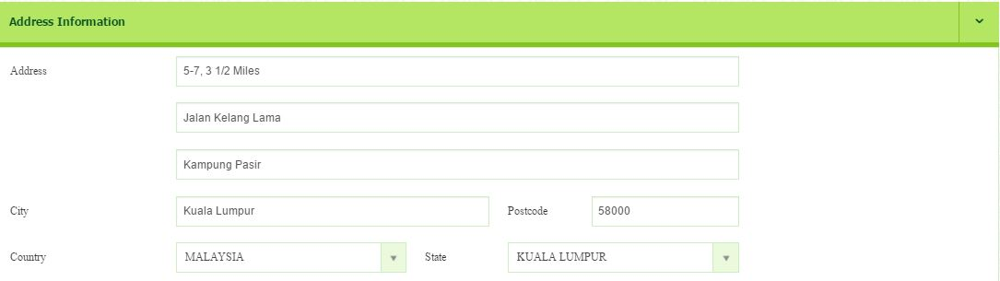 Address Information
Address 5-7, 3 1/2 Miles
Jalan Kelang Lama
Kampung Pasir
City Kuala Lumpur Postcode 58000
Country MALAYSIA State KUALA LUMPUR